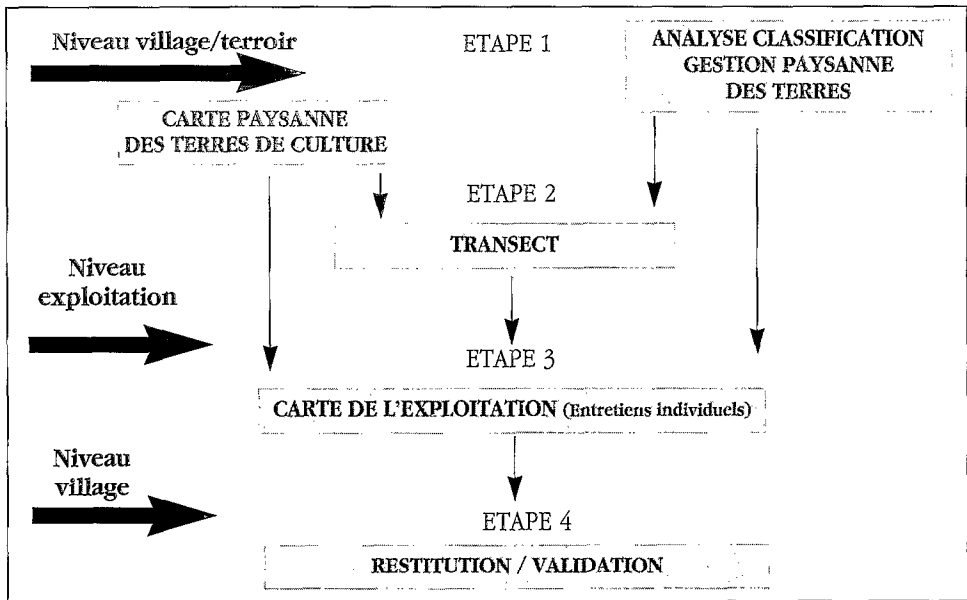 Niveau village/terroir
ETAPE 1
ANALYSE CLASSIFICATION
GESTION PAYSANNE
DES TERRES
CARTE PAYSANNE
DES TERRES DE CULTURE
ETAPE 2
TRANSECT
Niveau
exploitation
ETAPE 3
CARTE DE L'EXPLOITATION (Entretiens individuels)
Niveau
village
ETAPE 4
RESTITUTION / VALIDATION